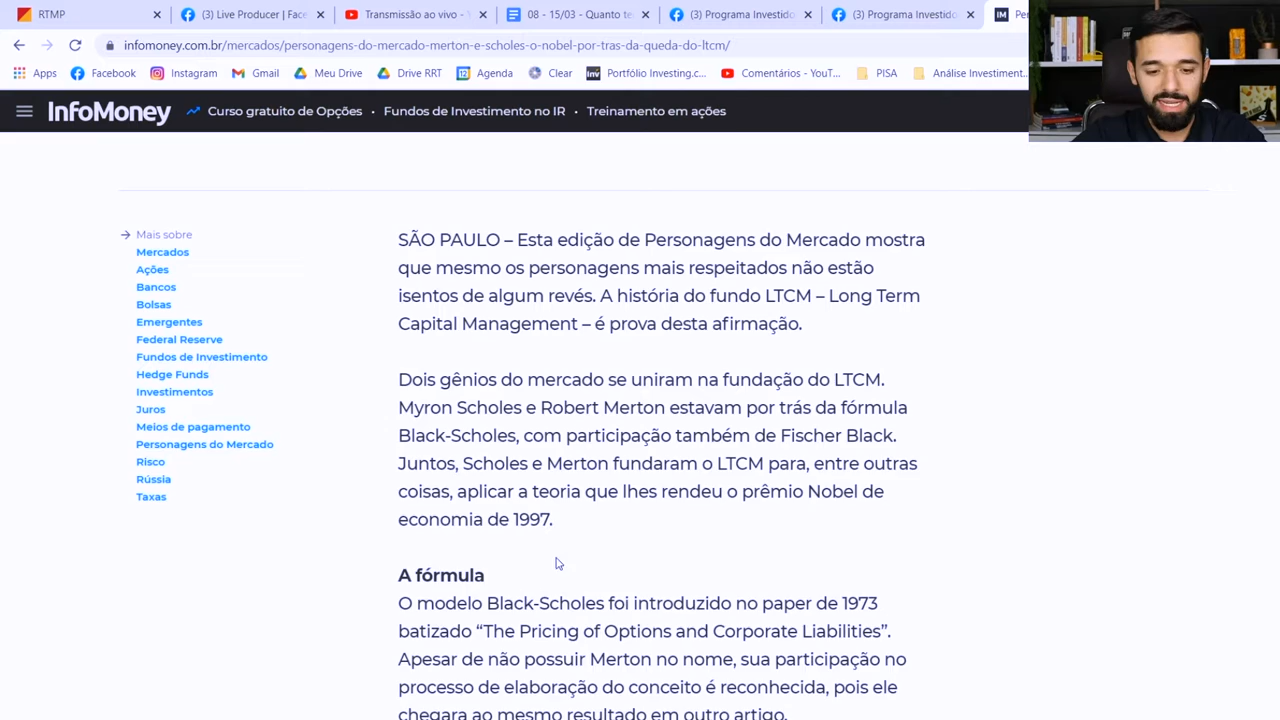 RTMP
(3) Live Producer | Face
Transmissão ao vivo -
08 - 15/03 - Quanto te
(3) Programa Investido
(3) Programa Investido
IM
infomoney.com.br/mercados/personagens-do-mercado-merton-e-scholes-o-nobel-por-tras-da-queda-do-ltcm/
Apps
Facebook
Instagram
Gmail
Meu Drive
Drive RRT
12
Agenda
Clear
Inv
Portfólio Investing.c...
Comentários - YouT...
PISA
Análise Investiment...
InfoMoney
Curso gratuito de Opções • Fundos de Investimento no IR • Treinamento em ações
Mais sobre
Mercados
Ações
Bancos
Bolsas
Emergentes
Federal Reserve
Fundos de Investimento
Hedge Funds
Investimentos
Juros
Meios de pagamento
Personagens do Mercado
Risco
Rússia
Taxas
SÃO PAULO – Esta edição de Personagens do Mercado mostra
que mesmo os personagens mais respeitados não estão
isentos de algum revés. A história do fundo LTCM – Long Term
Capital Management – é prova desta afirmação.
Dois gênios do mercado se uniram na fundação do LTCM.
Myron Scholes e Robert Merton estavam por trás da fórmula
Black-Scholes, com participação também de Fischer Black.
Juntos, Scholes e Merton fundaram o LTCM para, entre outras
coisas, aplicar a teoria que lhes rendeu o prêmio Nobel de
economia de 1997.
A fórmula
O modelo Black-Scholes foi introduzido no paper de 1973
batizado “The Pricing of Options and Corporate Liabilities”.
Apesar de não possuir Merton no nome, sua participação no
processo de elaboração do conceito é reconhecida, pois ele
chegara ao mesmo resultado em outro artigo.